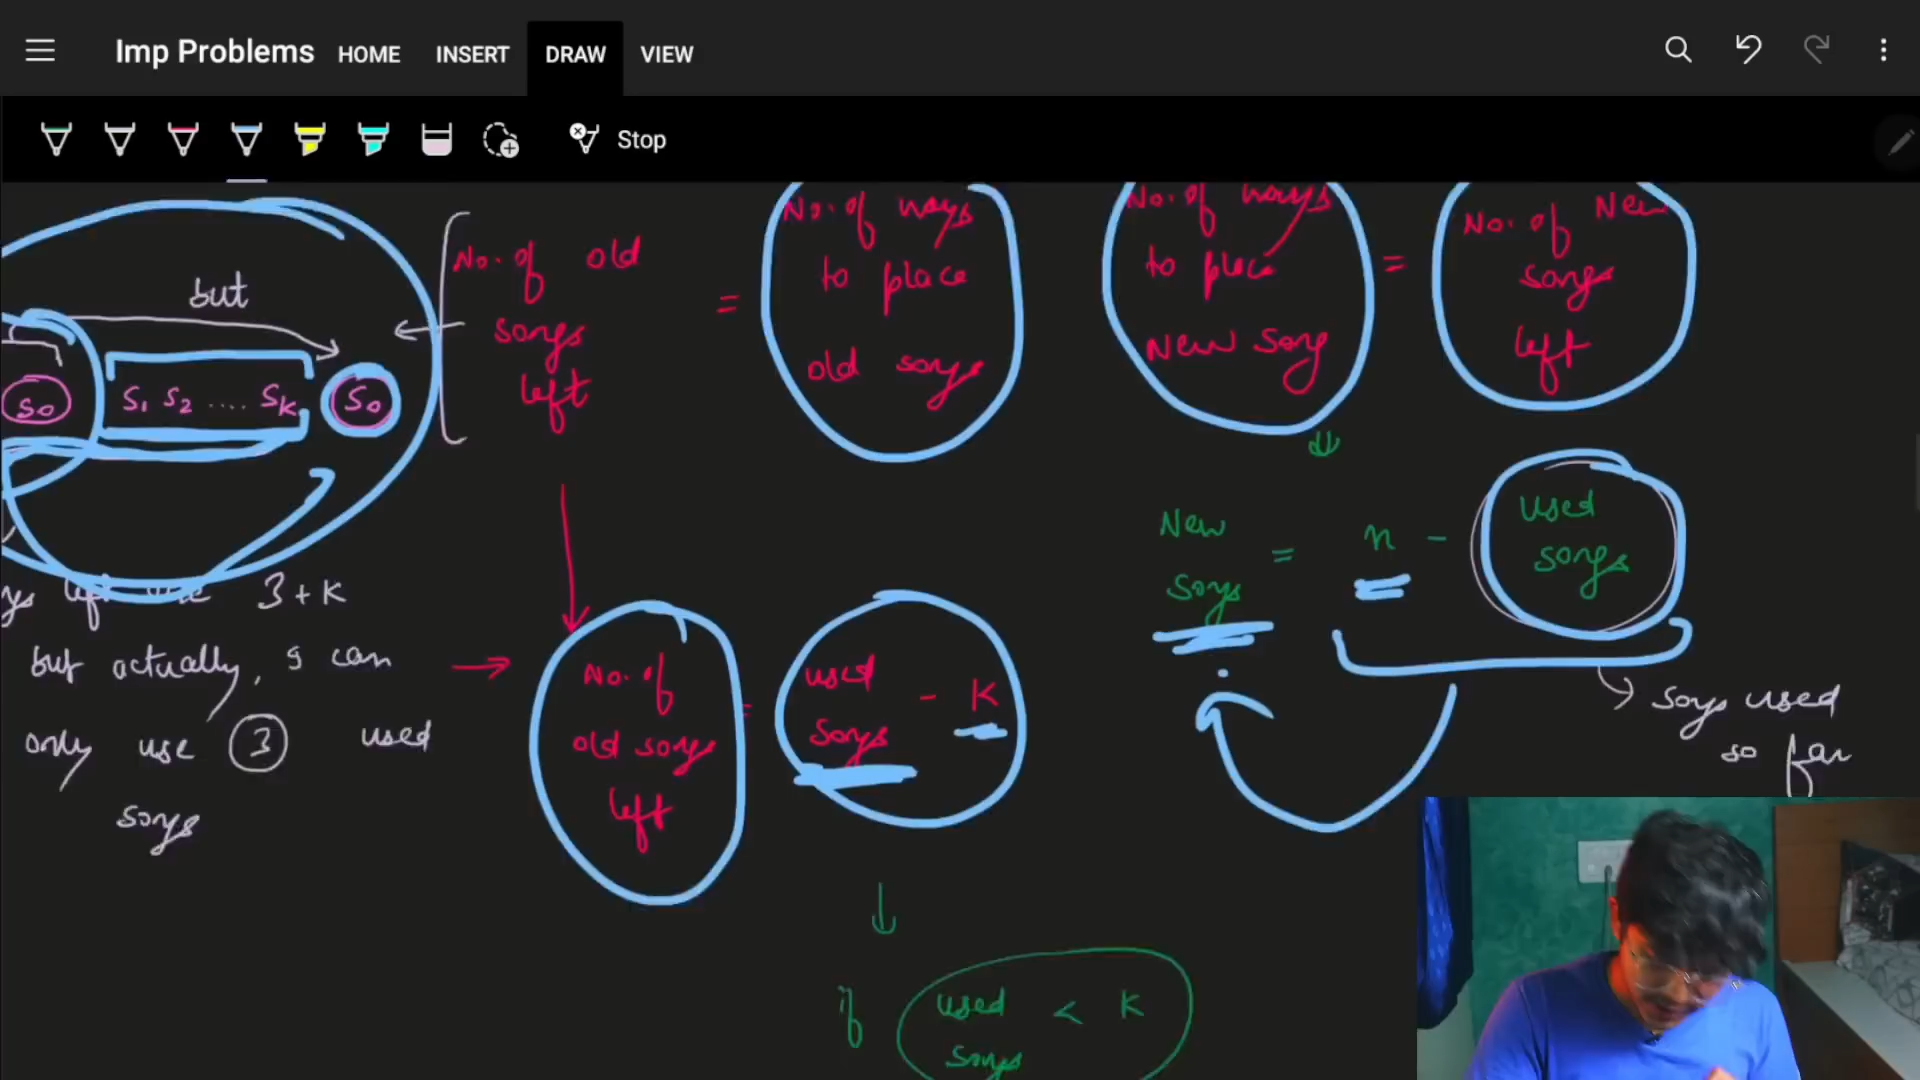 Imp Problems HOME INSERT DRAW VIEW
Stop
but
S0 S1 S2 .... SK S0
No. of old
songs
left
= No. of ways
to place
old songs
No. of ways
to place
New song
= No. of New
songs
left
New
songs
= n - used
songs
songs used
so far
left 3+K
but actually, I can
only use 3 used
songs
→ No. of
old songs
left
= used
songs
- K
if used
songs
< K